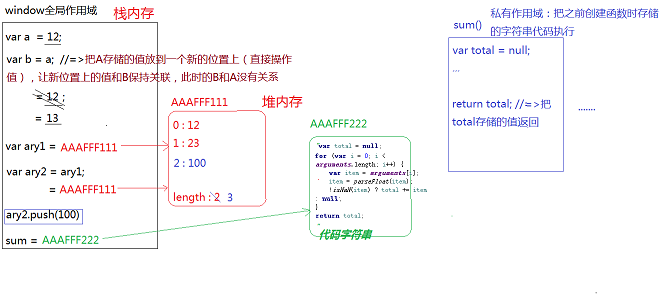 window全局作用域
栈内存
var a = 12;
var b = a; //=>把A存储的值放到一个新的位置上（直接操作
值），让新位置上的值和B保持关联，此时的B和A没有关系
= 12 ;
= 13
var ary1 = AAAFFF111
var ary2 = ary1;
= AAAFFF111
ary2.push(100)
sum = AAAFFF222
AAAFFF111
堆内存
0 : 12
1 : 23
2 : 100
length : 2 3
AAAFFF222
"var total = null;
for (var i = 0; i <
arguments.length; i++) {
var item = arguments[i];
item = parseFloat(item);
!isNaN(item) ? total += item
: null;
}
return total;
"
代码字符串
sum()
私有作用域：把之前创建函数时存储
的字符串代码执行
var total = null;
...
return total; //=>把
total存储的值返回
.......